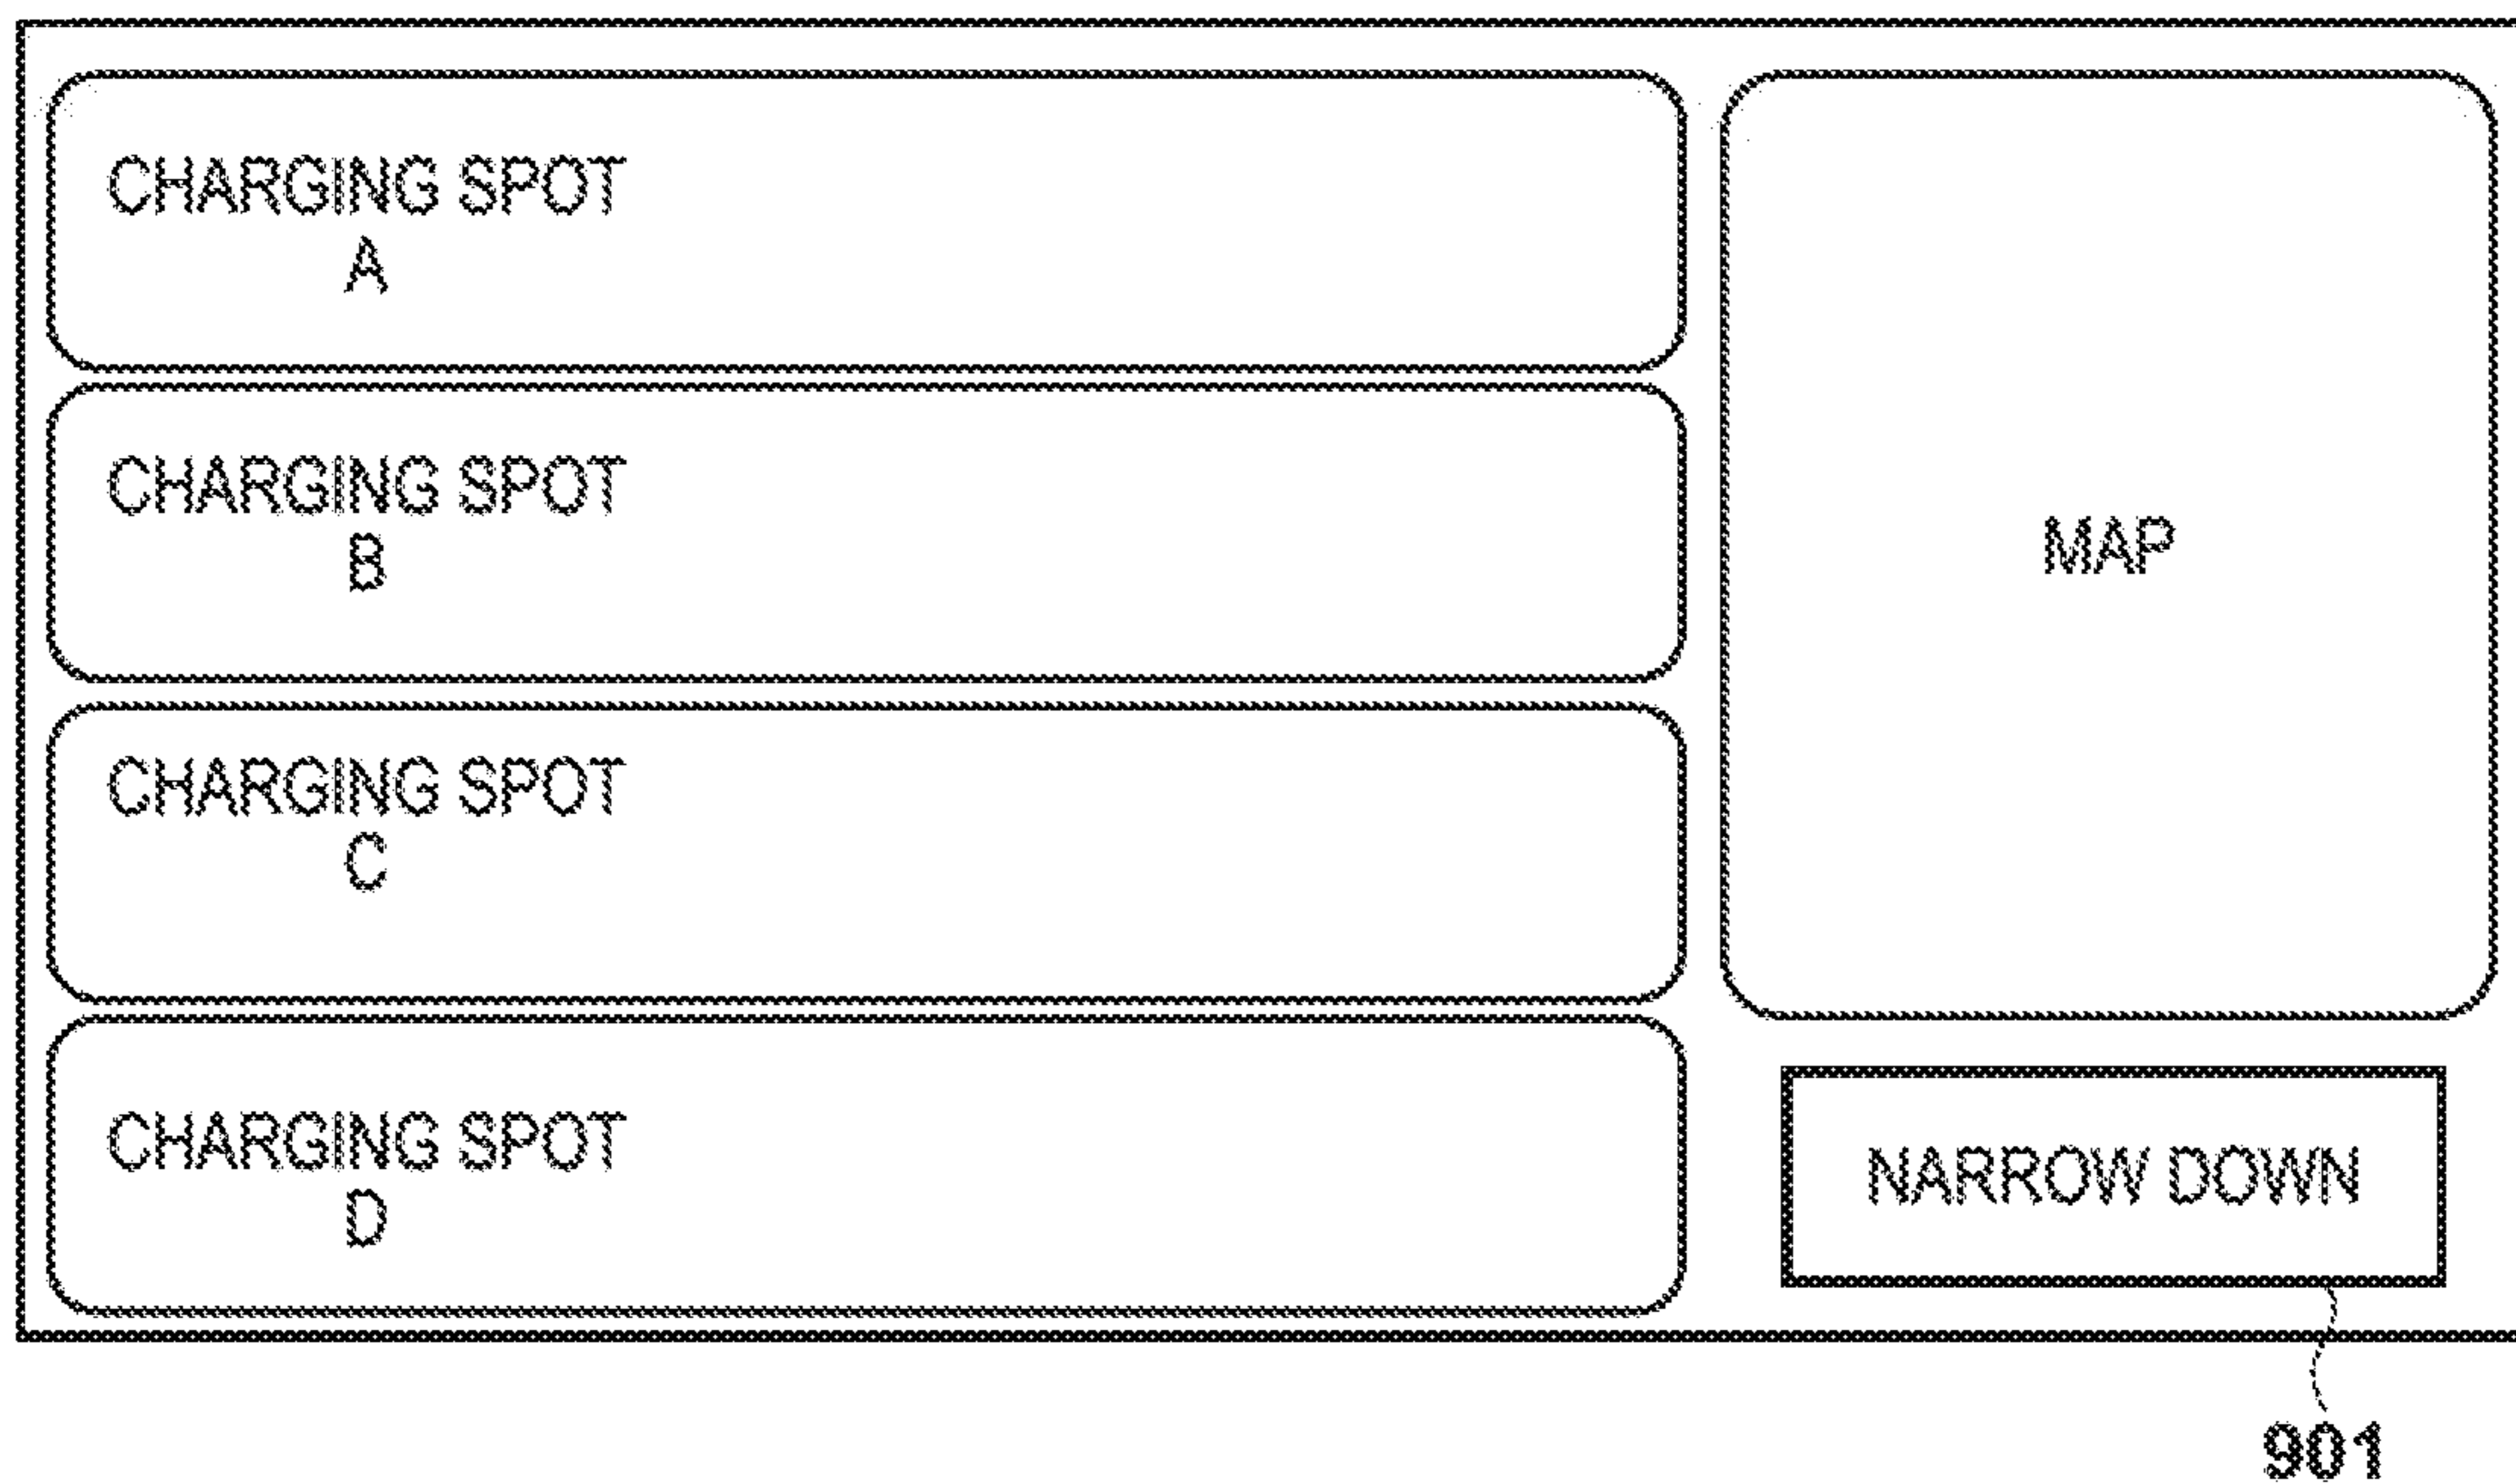 CHARGING SPOT
A
CHARGING SPOT
B
CHARGING SPOT
C
CHARGING SPOT
D
MAP
NARROW DOWN
901